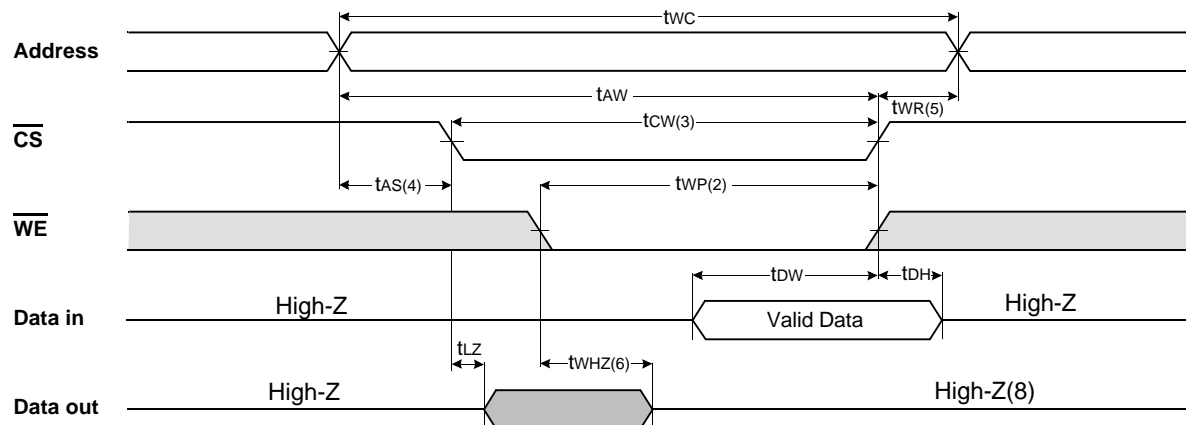 tWC
Address
tAW
tWR(5)
tCW(3)
CS
tAS(4)
tWP(2)
WE
tDW
tDH
High-Z
High-Z
Data in
Valid Data
tLZ
tWHZ(6)
High-Z
High-Z(8)
Data out